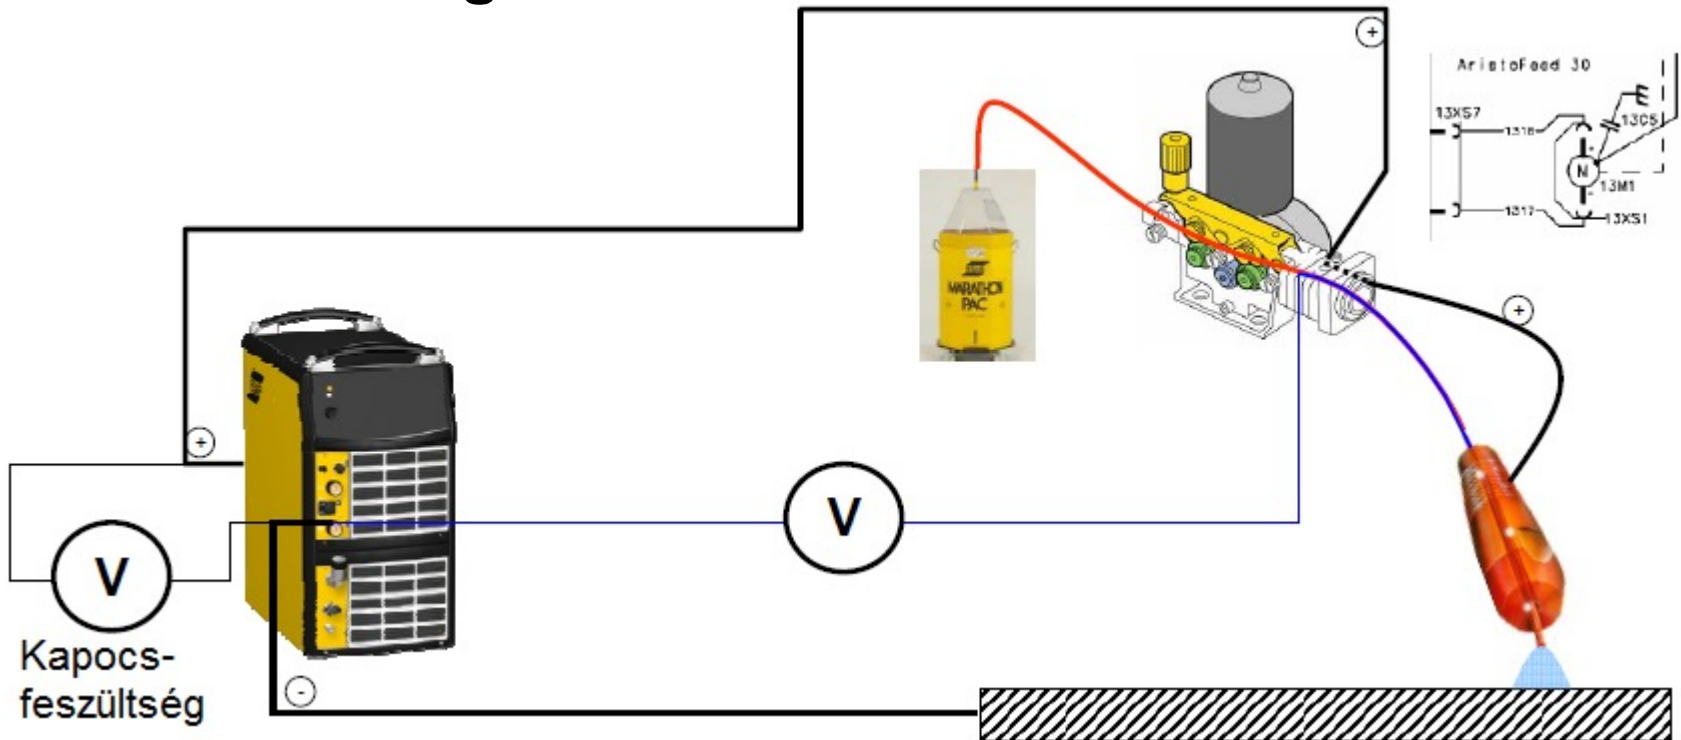 +
AristoFeed 30
13XS7
1316
13C5
N
13M1
1317
13XS1
MARATHON
PAC
+
+
V
V
Kapocs-
feszültség
-